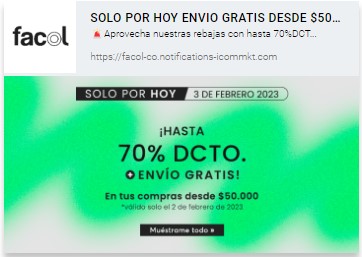 facol
SOLO POR HOY ENVIO GRATIS DESDE $50...
Aprovecha nuestras rebajas con hasta 70%DCT...
https://facol-co.notifications-icommkt.com
SOLO POR HOY 3 DE FEBRERO 2023
¡HASTA
70% DCTO.
+ ENVÍO GRATIS!
En tus compras desde $50.000
*válido solo el 2 de febrero de 2023
Muéstrame todo »